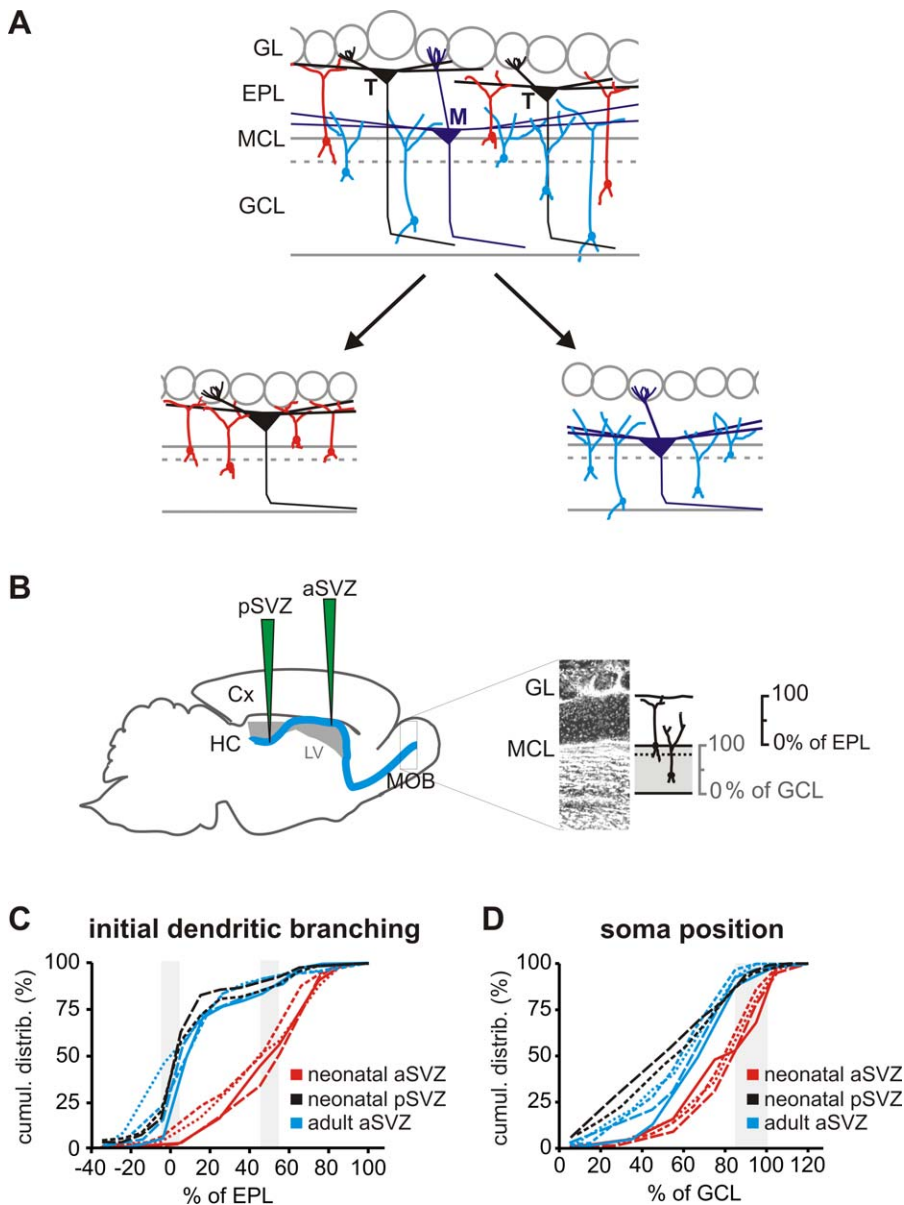 A
GL
EPL
MCL
GCL
T
M
T
B
pSVZ
aSVZ
Cx
HC
LV
MOB
GL
MCL
100
0% of EPL
100
0% of GCL
C
initial dendritic branching
cumul. distrib. (%)
100
75
50
25
0
neonatal aSVZ
neonatal pSVZ
adult aSVZ
-40 -20 0 20 40 60 80 100
% of EPL
D
soma position
cumul. distrib. (%)
100
75
50
25
0
neonatal aSVZ
neonatal pSVZ
adult aSVZ
0 20 40 60 80 100 120
% of GCL